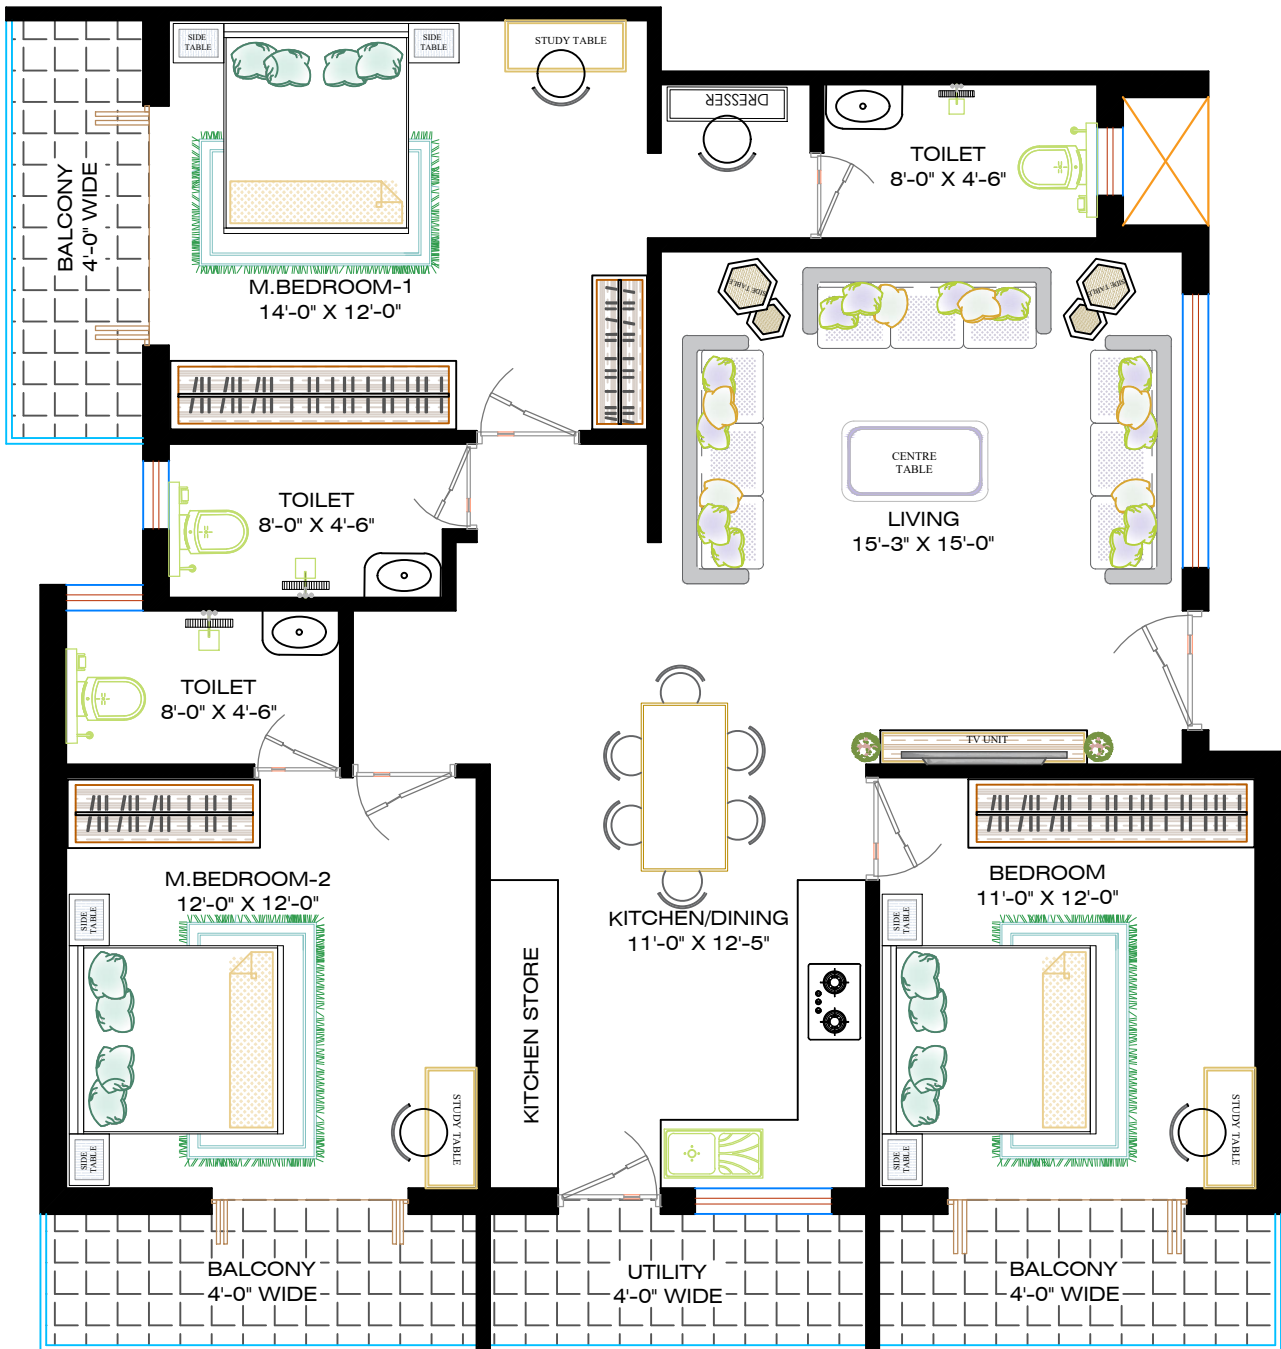 SIDE
TABLE
SIDE
TABLE
STUDY TABLE
DRESSER
TOILET
8'-0" X 4'-6"
BALCONY
4'-0" WIDE
M.BEDROOM-1
14'-0" X 12'-0"
SIDE TABLE
SIDE TABLE
CENTRE
TABLE
LIVING
15'-3" X 15'-0"
TOILET
8'-0" X 4'-6"
TOILET
8'-0" X 4'-6"
TV UNIT
M.BEDROOM-2
12'-0" X 12'-0"
SIDE
TABLE
SIDE
TABLE
STUDY TABLE
KITCHEN/DINING
11'-0" X 12'-5"
KITCHEN STORE
BEDROOM
11'-0" X 12'-0"
SIDE
TABLE
SIDE
TABLE
STUDY TABLE
BALCONY
4'-0" WIDE
UTILITY
4'-0" WIDE
BALCONY
4'-0" WIDE